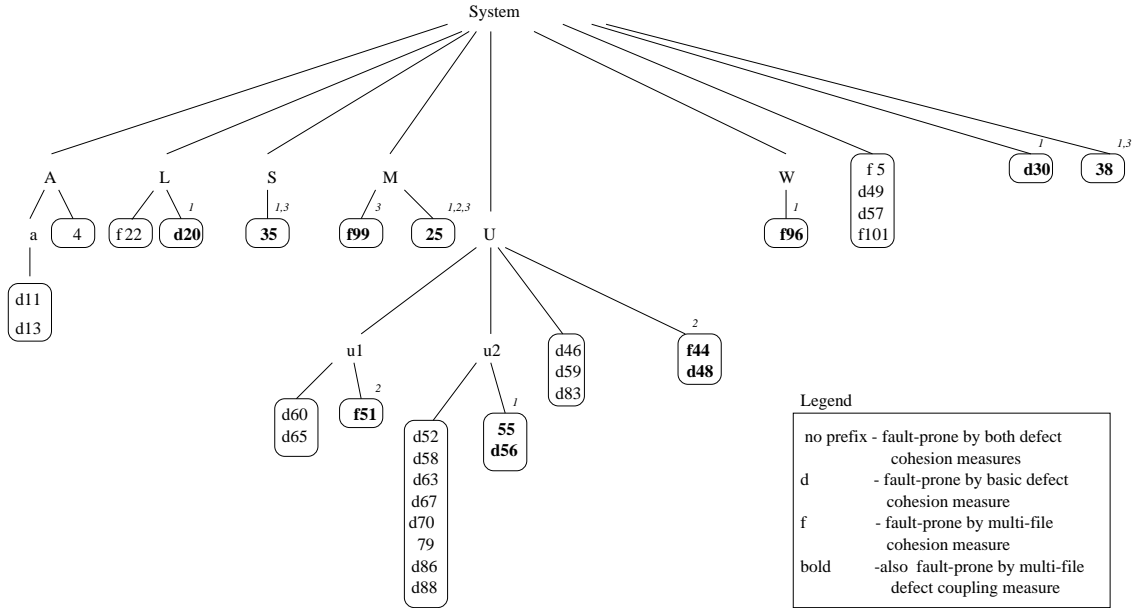 System
1
1,3
A
L
S
M
W
f 5
d49
d57
f101
d30
38
1
1,3
3
1,2,3
1
a
4
f 22
d20
35
f99
25
U
f96
d11
d13
2
u1
u2
d46
d59
d83
f44
d48
2
1
d60
d65
f51
d52
d58
d63
d67
d70
79
d86
d88
55
d56
Legend
no prefix - fault-prone by both defect
cohesion measures
d - fault-prone by basic defect
cohesion measure
f - fault-prone by multi-file
cohesion measure
bold -also fault-prone by multi-file
defect coupling measure